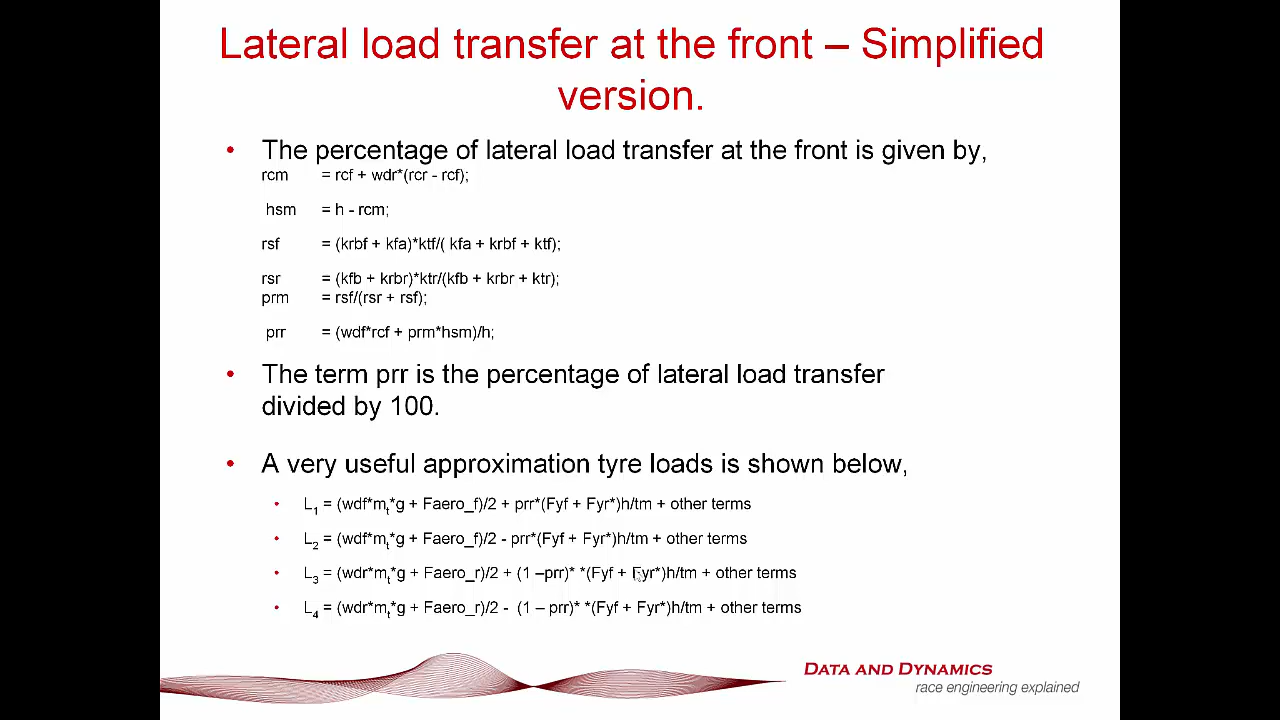 Lateral load transfer at the front – Simplified
version.
• The percentage of lateral load transfer at the front is given by,
rcm = rcf + wdr*(rcr - rcf);
hsm = h - rcm;
rsf = (krbf + kfa)*ktf/( kfa + krbf + ktf);
rsr = (kfb + krbr)*ktr/(kfb + krbr + ktr);
prm = rsf/(rsr + rsf);
prr = (wdf*rcf + prm*hsm)/h;
• The term prr is the percentage of lateral load transfer
divided by 100.
• A very useful approximation tyre loads is shown below,
• L1 = (wdf*mt*g + Faero_f)/2 + prr*(Fyf + Fyr*)h/tm + other terms
• L2 = (wdf*mt*g + Faero_f)/2 - prr*(Fyf + Fyr*)h/tm + other terms
• L3 = (wdr*mt*g + Faero_r)/2 + (1 –prr)* *(Fyf + Fyr*)h/tm + other terms
• L4 = (wdr*mt*g + Faero_r)/2 - (1 – prr)* *(Fyf + Fyr*)h/tm + other terms
DATA AND DYNAMICS
race engineering explained